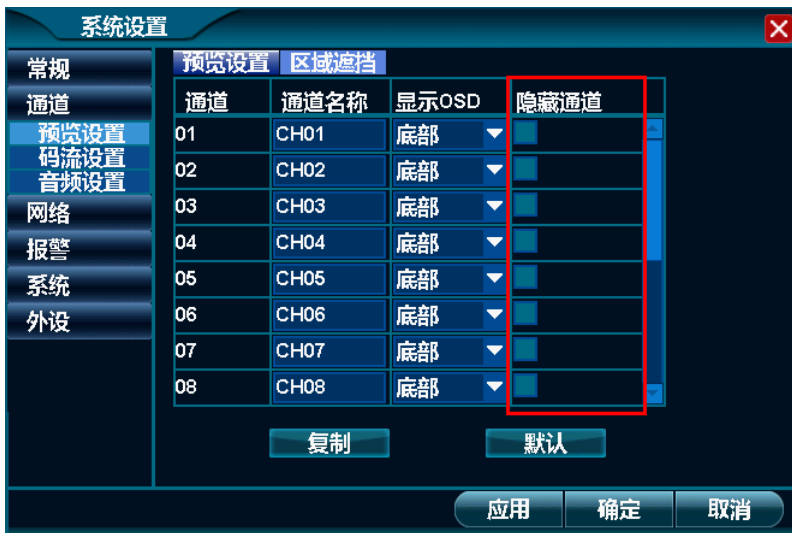 系统设置
预览设置 区域遮挡
常规
通道
预览设置
码流设置
音频设置
网络
报警
系统
外设
通道 通道名称 显示OSD 隐藏通道
01 CH01 底部
02 CH02 底部
03 CH03 底部
04 CH04 底部
05 CH05 底部
06 CH06 底部
07 CH07 底部
08 CH08 底部
复制 默认
应用 确定 取消